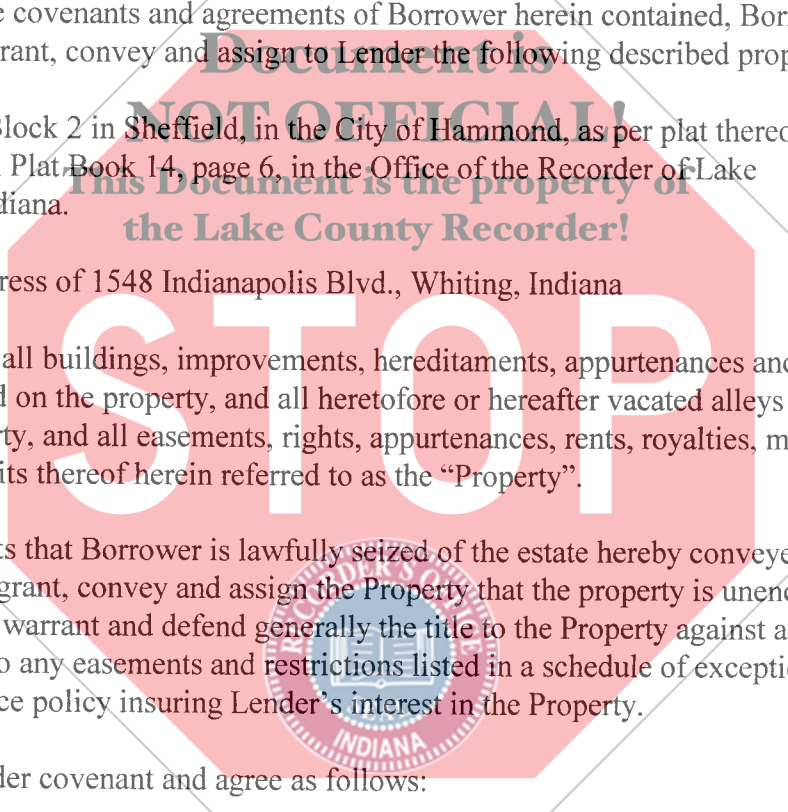 e covenants and agreements of Borrower herein contained, Bor
rant, convey and assign to Lender the following described prop
Document is
NOT OFFICIAL!
lock 2 in Sheffield, in the City of Hammond, as per plat thereo
Plat Book 14, page 6, in the Office of the Recorder of Lake
This Document is the property of
diana.
the Lake County Recorder!
ress of 1548 Indianapolis Blvd., Whiting, Indiana
STOP
all buildings, improvements, hereditaments, appurtenances and
d on the property, and all heretofore or hereafter vacated alleys
rty, and all easements, rights, appurtenances, rents, royalties, m
its thereof herein referred to as the “Property”.
ts that Borrower is lawfully seized of the estate hereby conveye
grant, convey and assign the Property that the property is unenc
warrant and defend generally the title to the Property against a
o any easements and restrictions listed in a schedule of exceptio
ce policy insuring Lender’s interest in the Property.
RECORDER'S OFFICE
INDIANA
der covenant and agree as follows: